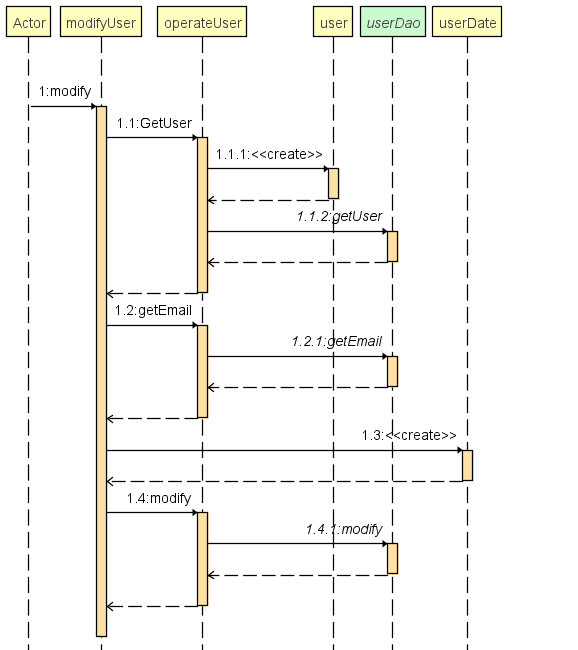 Actor
modifyUser
operateUser
user
userDao
userDate
1:modify
1.1:GetUser
1.1.1:<<create>>
1.1.2:getUser
1.2:getEmail
1.2.1:getEmail
1.3:<<create>>
1.4:modify
1.4.1:modify